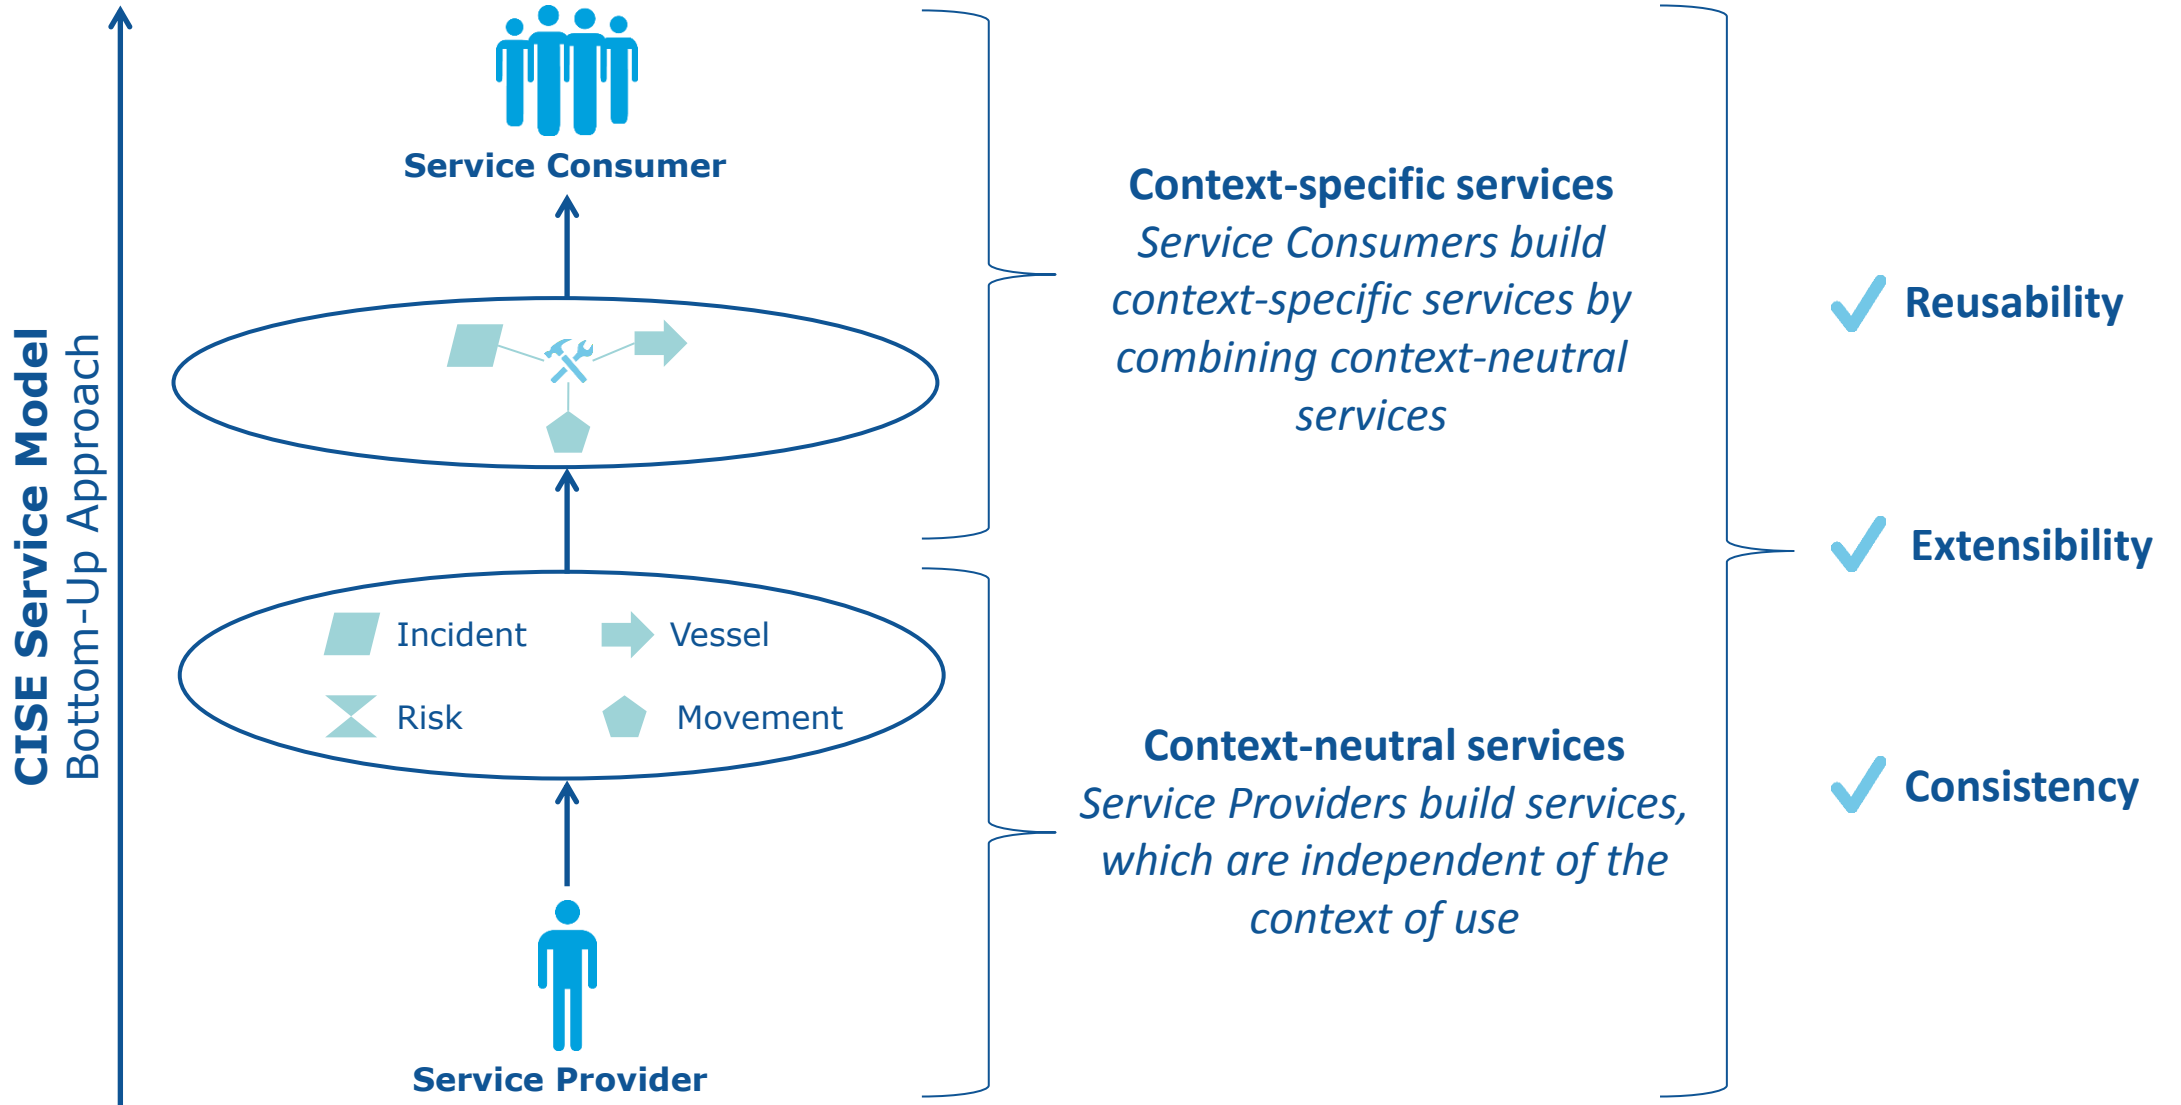 CISE Service Model
Bottom-Up Approach
Service Consumer
Incident
Vessel
Risk
Movement
Service Provider
Context-specific services
Service Consumers build
context-specific services by
combining context-neutral
services
Context-neutral services
Service Providers build services,
which are independent of the
context of use
Reusability
Extensibility
Consistency